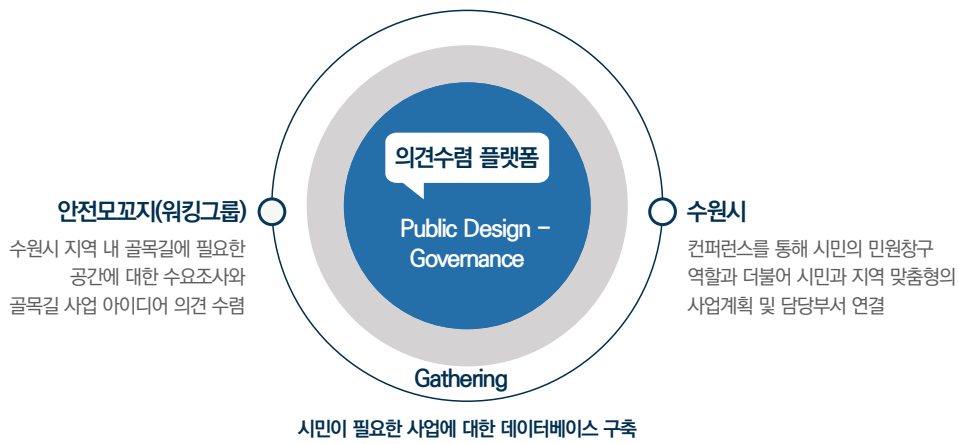 의견수렴 플랫폼
Public Design –
Governance
안전모꼬지(워킹그룹)
수원시 지역 내 골목길에 필요한
공간에 대한 수요조사와
골목길 사업 아이디어 의견 수렴
수원시
컨퍼런스를 통해 시민의 민원창구
역할과 더불어 시민과 지역 맞춤형의
사업계획 및 담당부서 연결
Gathering
시민이 필요한 사업에 대한 데이터베이스 구축